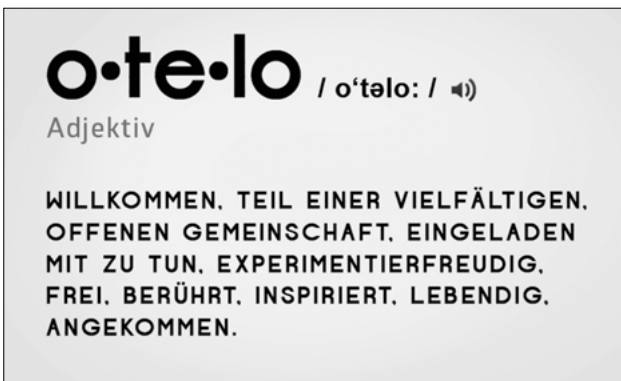 o•te•lo / o‘təlo: /
Adjektiv
WILLKOMMEN, TEIL EINER VIELFÄLTIGEN,
OFFENEN GEMEINSCHAFT, EINGELADEN
MIT ZU TUN, EXPERIMENTIERFREUDIG,
FREI, BERÜHRT, INSPIRIERT, LEBENDIG,
ANGEKOMMEN.